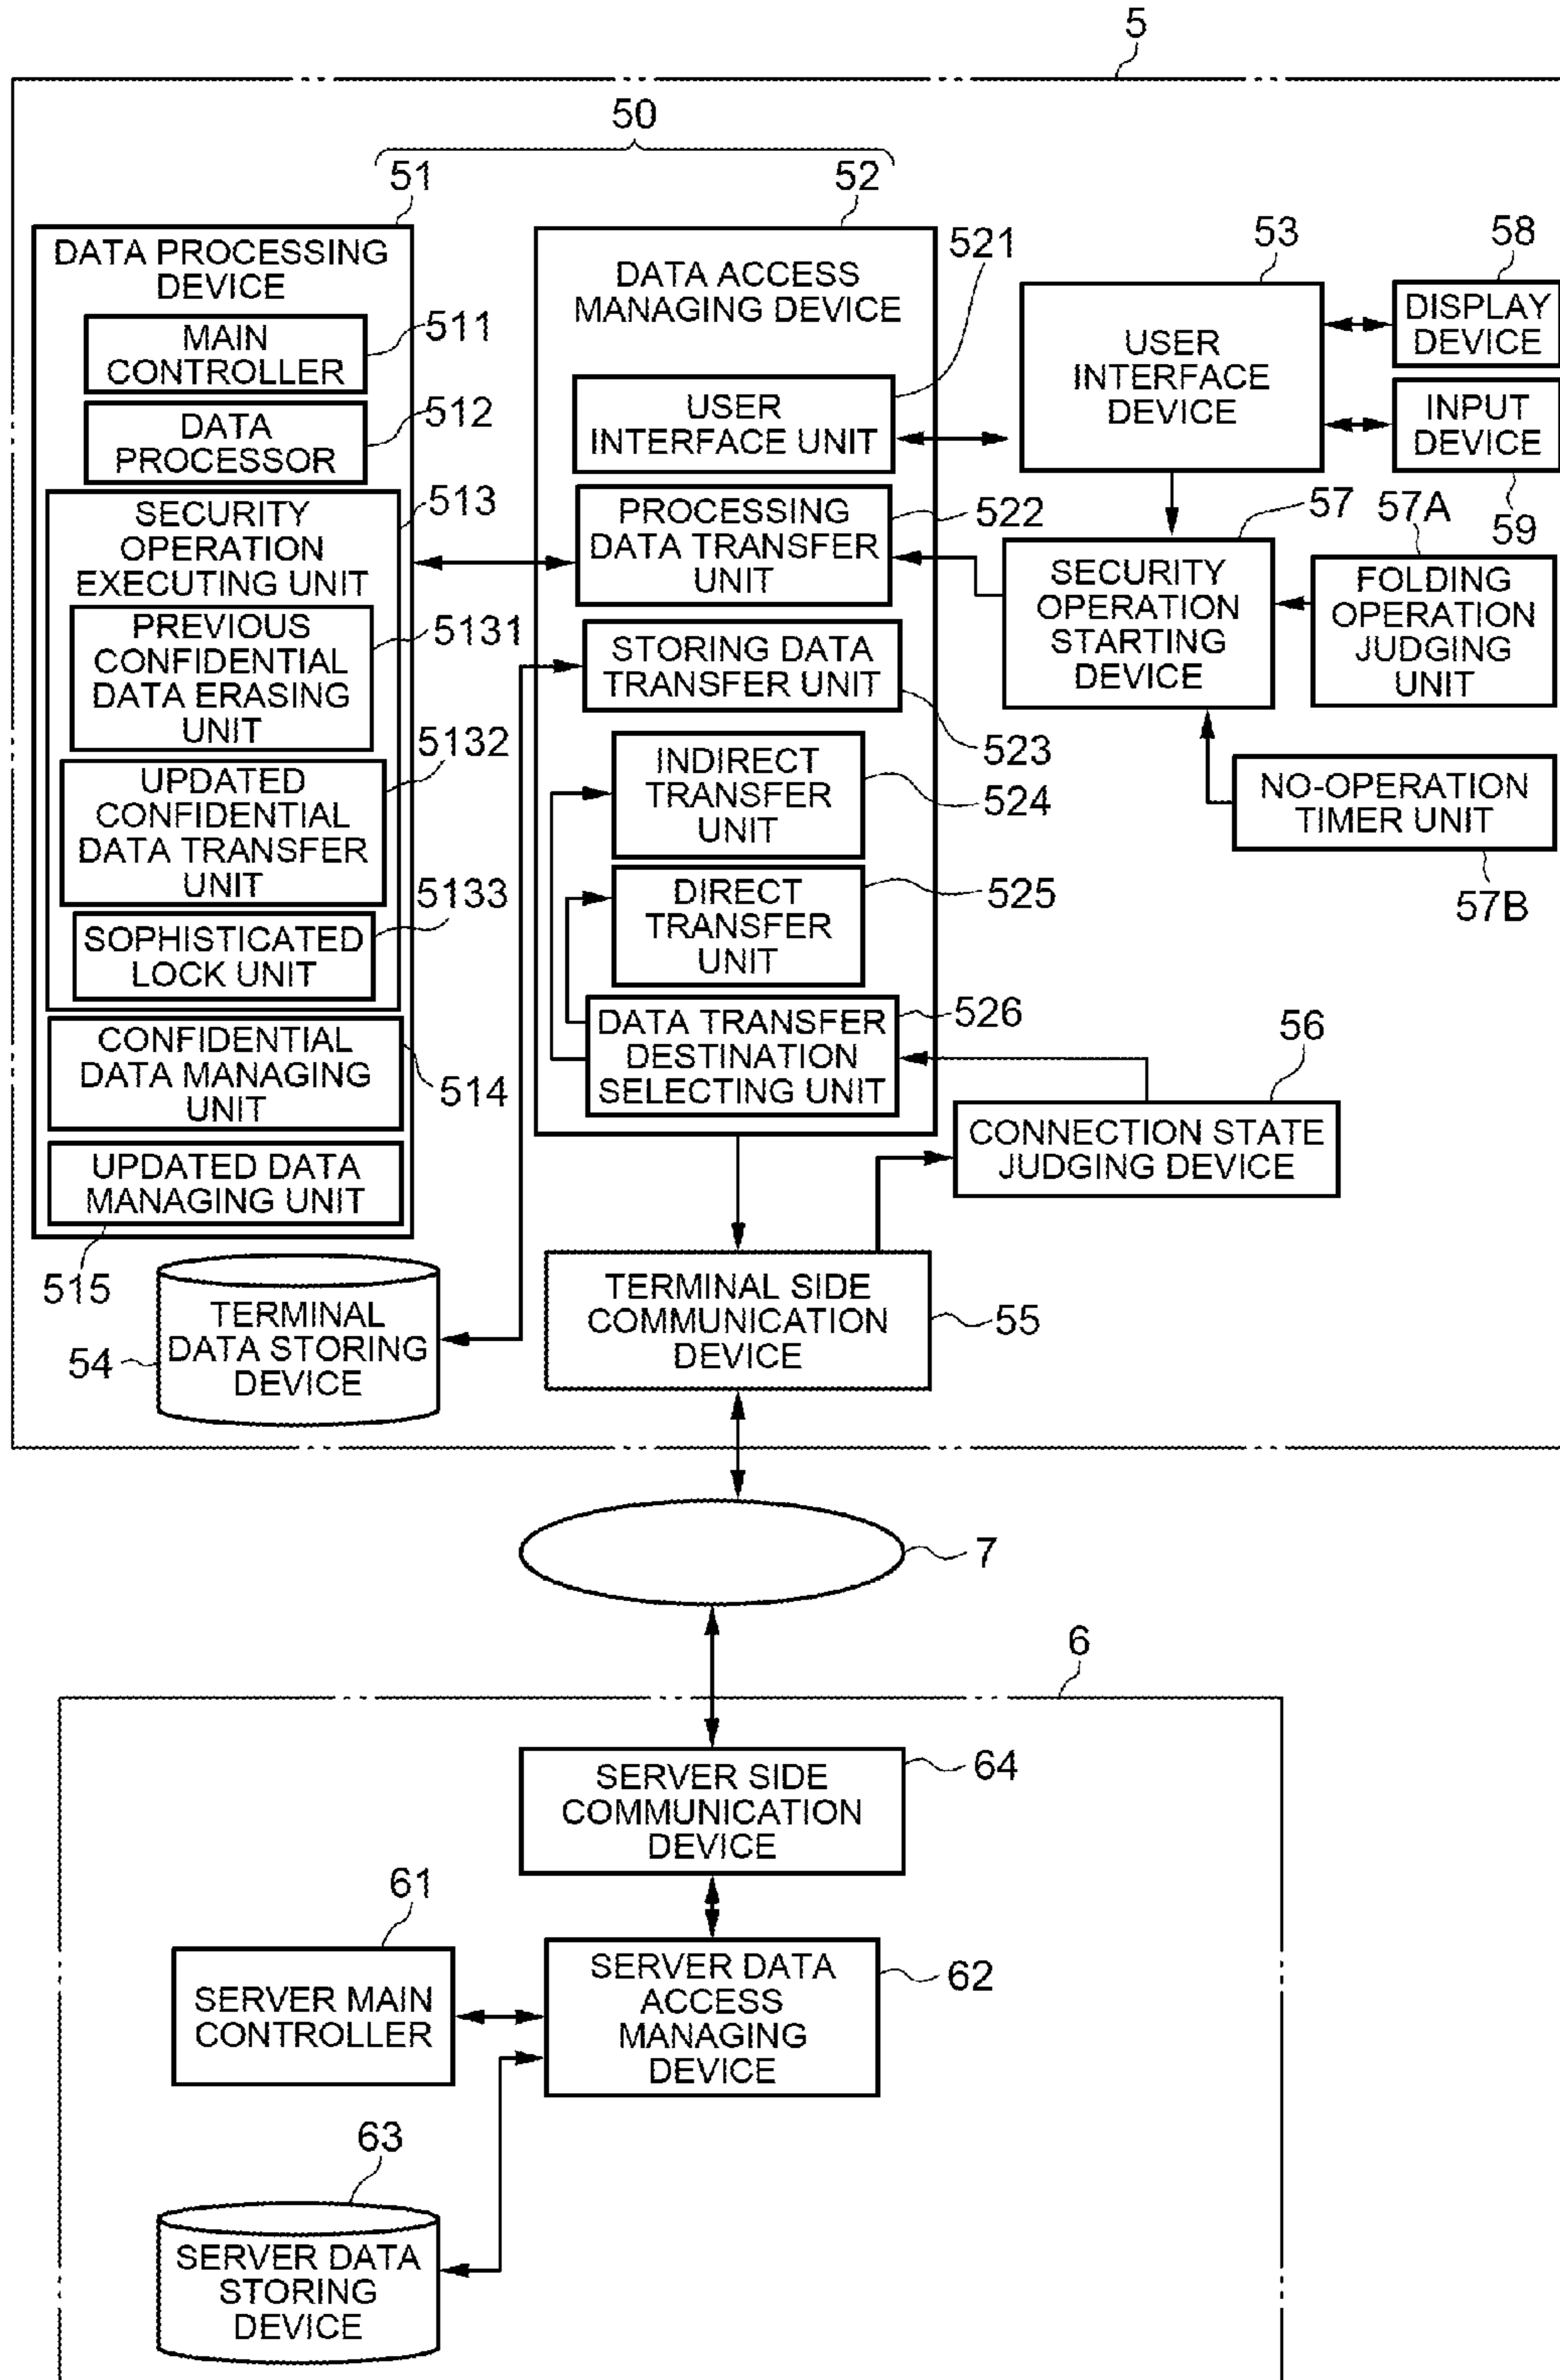 5
50
51
52
DATA PROCESSING
DEVICE
MAIN
CONTROLLER
511
DATA
PROCESSOR
512
SECURITY
OPERATION
EXECUTING UNIT
513
PREVIOUS
CONFIDENTIAL
DATA ERASING
UNIT
5131
UPDATED
CONFIDENTIAL
DATA TRANSFER
UNIT
5132
SOPHISTICATED
LOCK UNIT
5133
CONFIDENTIAL
DATA MANAGING
UNIT
514
UPDATED DATA
MANAGING UNIT
515
DATA ACCESS
MANAGING DEVICE
USER
INTERFACE UNIT
521
PROCESSING
DATA TRANSFER
UNIT
522
STORING DATA
TRANSFER UNIT
523
INDIRECT
TRANSFER
UNIT
524
DIRECT
TRANSFER
UNIT
525
DATA TRANSFER
DESTINATION
SELECTING UNIT
526
53
USER
INTERFACE
DEVICE
58
DISPLAY
DEVICE
INPUT
DEVICE
59
57
SECURITY
OPERATION
STARTING
DEVICE
57A
FOLDING
OPERATION
JUDGING
UNIT
NO-OPERATION
TIMER UNIT
57B
56
CONNECTION STATE
JUDGING DEVICE
TERMINAL
DATA STORING
DEVICE
54
TERMINAL SIDE
COMMUNICATION
DEVICE
55
7
6
SERVER SIDE
COMMUNICATION
DEVICE
64
61
SERVER MAIN
CONTROLLER
SERVER DATA
ACCESS
MANAGING
DEVICE
62
63
SERVER DATA
STORING
DEVICE